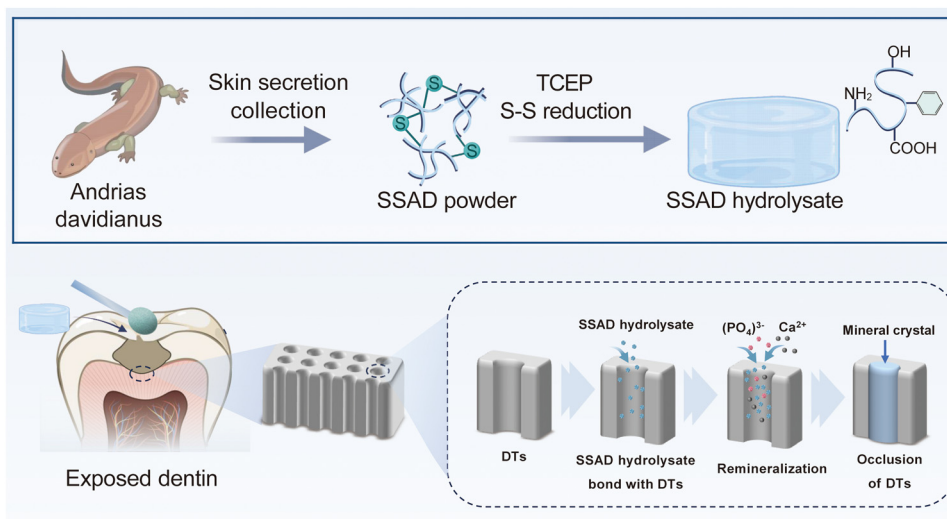 Skin secretion
collection
TCEP
S-S reduction
S
S
S
OH
NH2
COOH
Andrias
davidianus
SSAD powder
SSAD hydrolysate
SSAD hydrolysate
(PO4)3-
Ca2+
Mineral crystal
DTs
SSAD hydrolysate
bond with DTs
Remineralization
Occlusion
of DTs
Exposed dentin